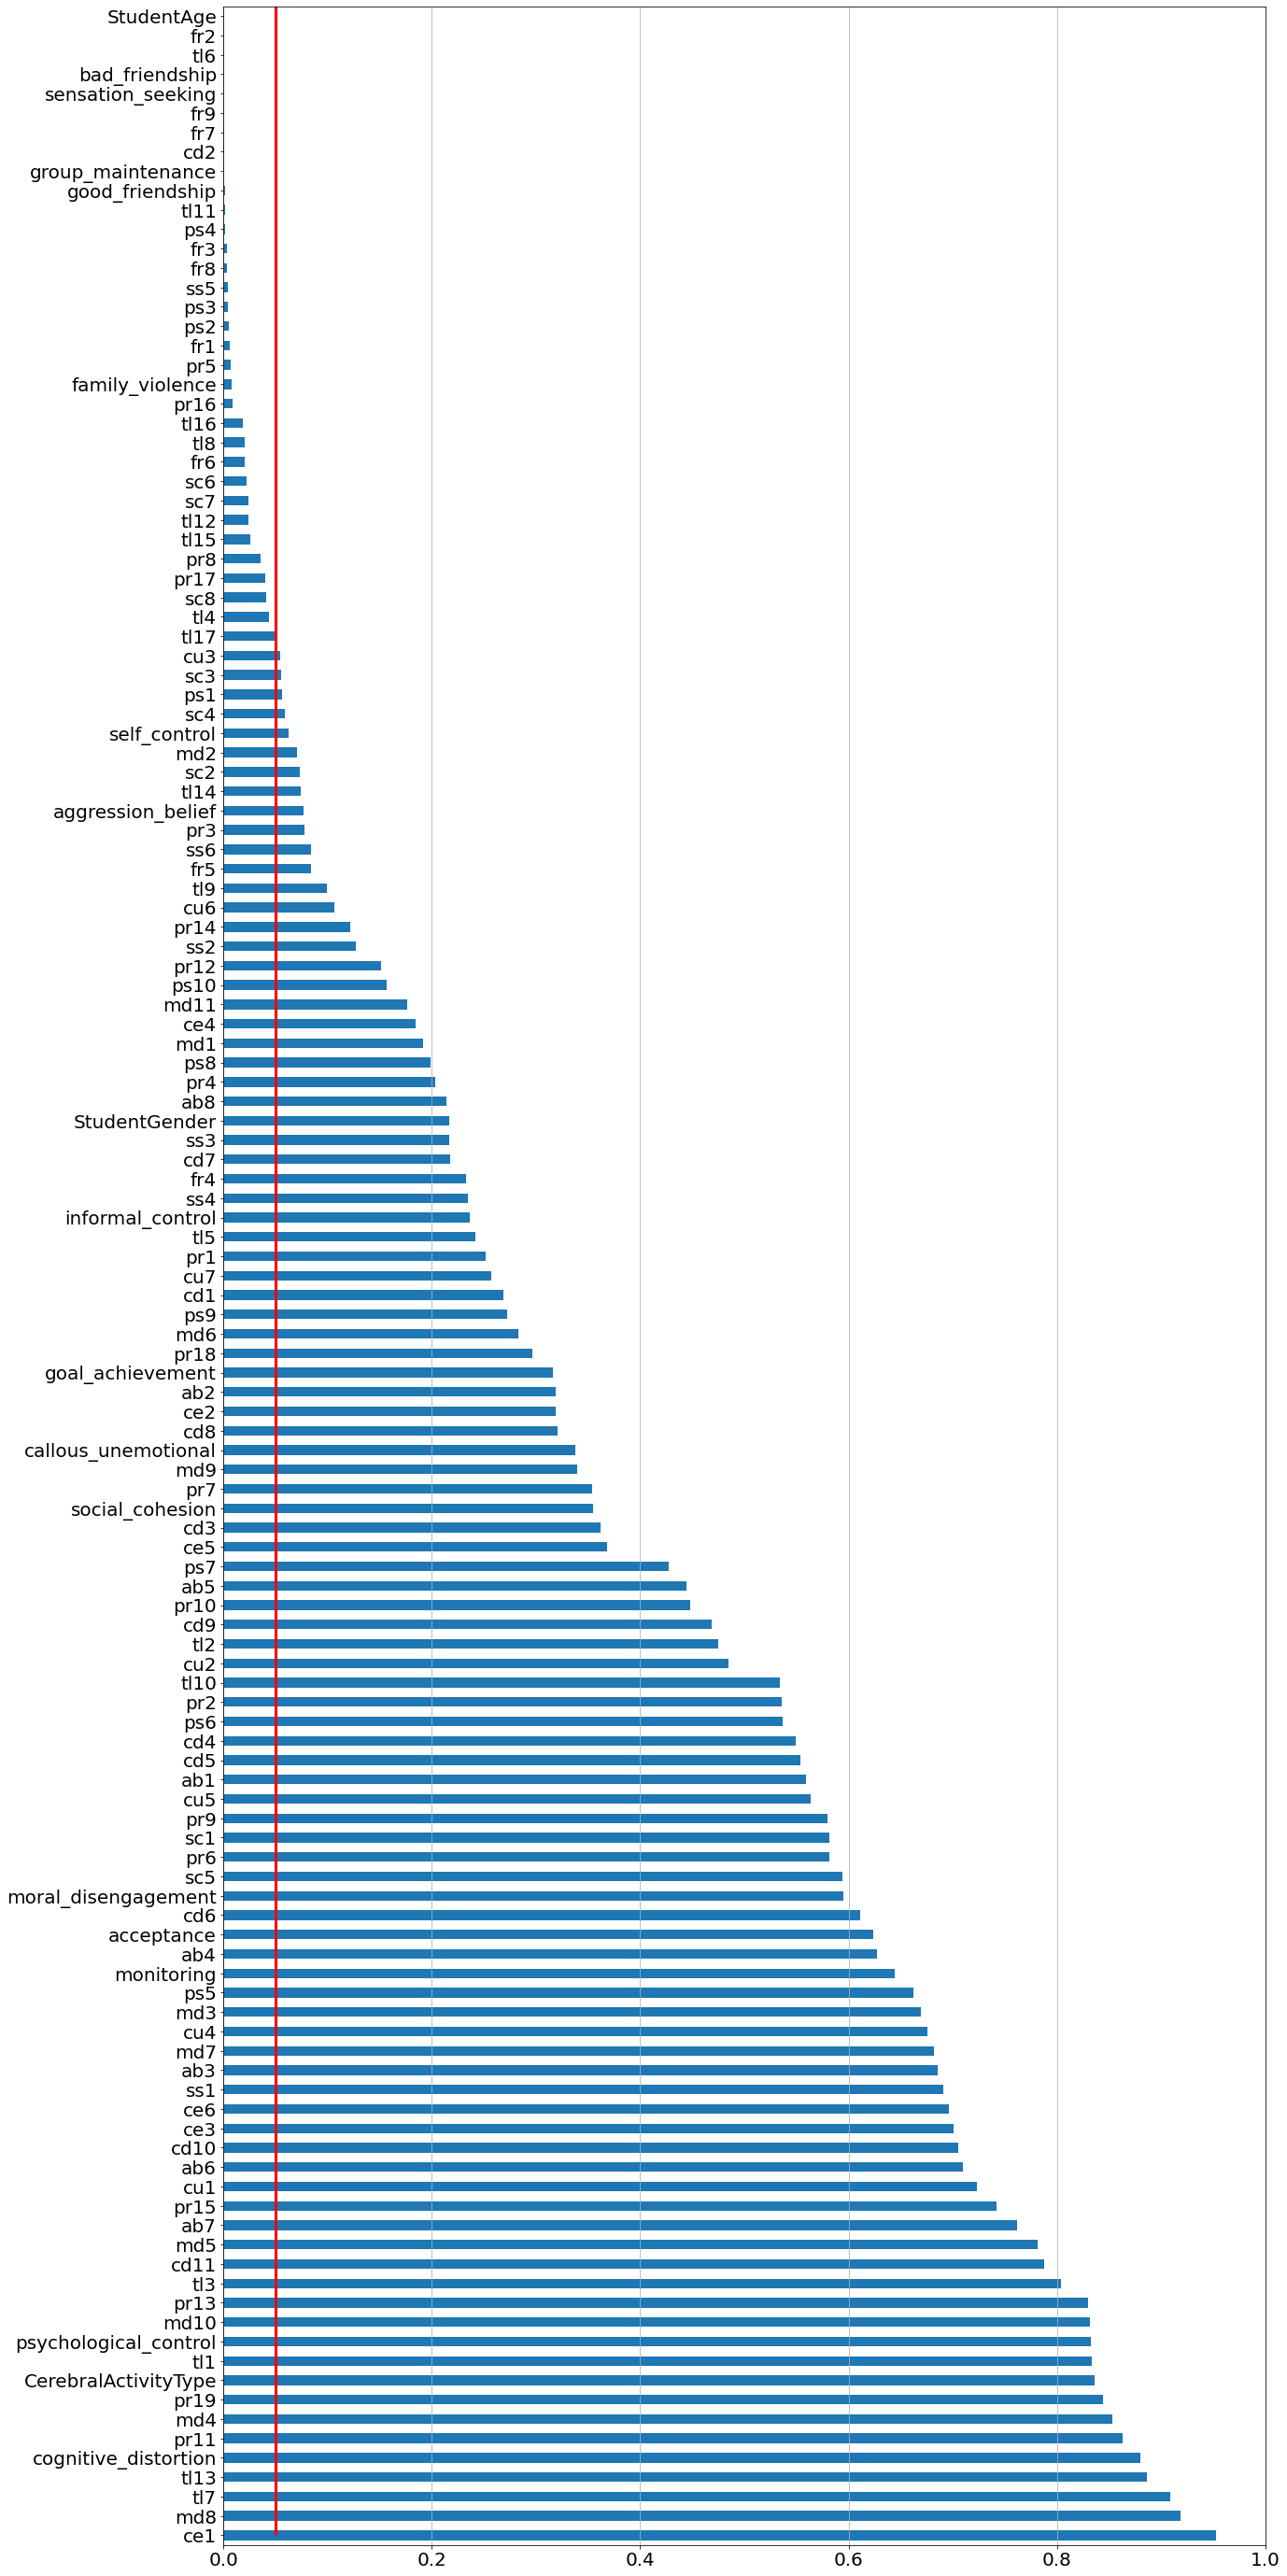 StudentAge
fr2
tl6
bad_friendship
sensation_seeking
fr9
fr7
cd2
group_maintenance
good_friendship
tl11
ps4
fr3
fr8
ss5
ps3
ps2
fr1
pr5
family_violence
pr16
tl16
tl8
fr6
sc6
sc7
tl12
tl15
pr8
pr17
sc8
tl4
tl17
cu3
sc3
ps1
sc4
self_control
md2
sc2
tl14
aggression_belief
pr3
ss6
fr5
tl9
cu6
pr14
ss2
pr12
ps10
md11
ce4
md1
ps8
pr4
ab8
StudentGender
ss3
cd7
fr4
ss4
informal_control
tl5
pr1
cu7
cd1
ps9
md6
pr18
goal_achievement
ab2
ce2
cd8
callous_unemotional
md9
pr7
social_cohesion
cd3
ce5
ps7
ab5
pr10
cd9
tl2
cu2
tl10
pr2
ps6
cd4
cd5
ab1
cu5
pr9
sc1
pr6
sc5
moral_disengagement
cd6
acceptance
ab4
monitoring
ps5
md3
cu4
md7
ab3
ss1
ce6
ce3
cd10
ab6
cu1
pr15
ab7
md5
cd11
tl3
pr13
md10
psychological_control
tl1
CerebralActivityType
pr19
md4
pr11
cognitive_distortion
tl13
tl7
md8
ce1
0.0 0.2 0.4 0.6 0.8 1.0